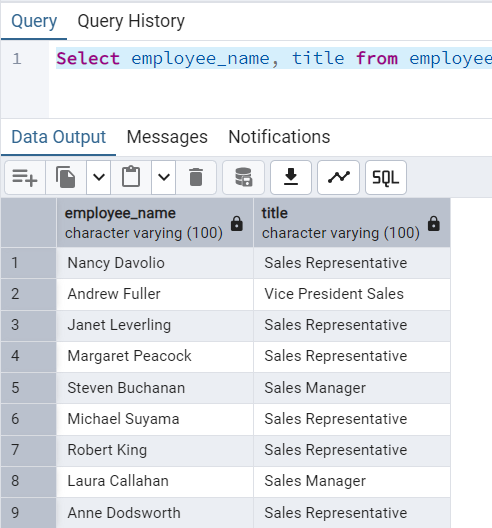 Query Query History
1 Select employee_name, title from employee
Data Output Messages Notifications
SQL
employee_name title
character varying (100) character varying (100)
1 Nancy Davolio Sales Representative
2 Andrew Fuller Vice President Sales
3 Janet Leverling Sales Representative
4 Margaret Peacock Sales Representative
5 Steven Buchanan Sales Manager
6 Michael Suyama Sales Representative
7 Robert King Sales Representative
8 Laura Callahan Sales Manager
9 Anne Dodsworth Sales Representative